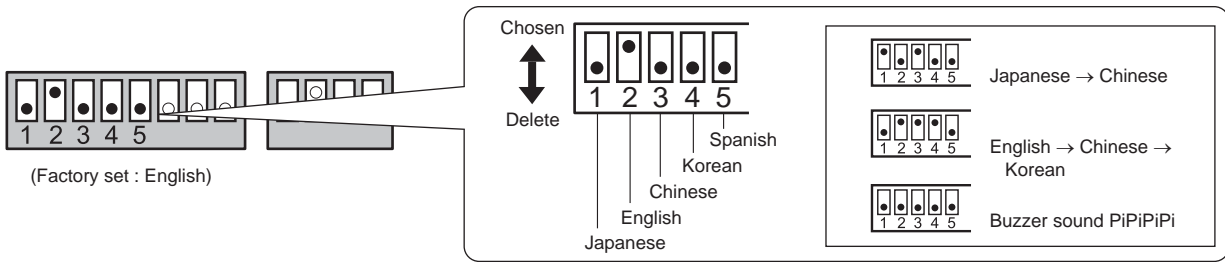 1 2 3 4 5
(Factory set : English)
Chosen
Delete
1 2 3 4 5
Spanish
Korean
Chinese
English
Japanese
1 2 3 4 5
Japanese → Chinese
1 2 3 4 5
English → Chinese →
Korean
1 2 3 4 5
Buzzer sound PiPiPiPi